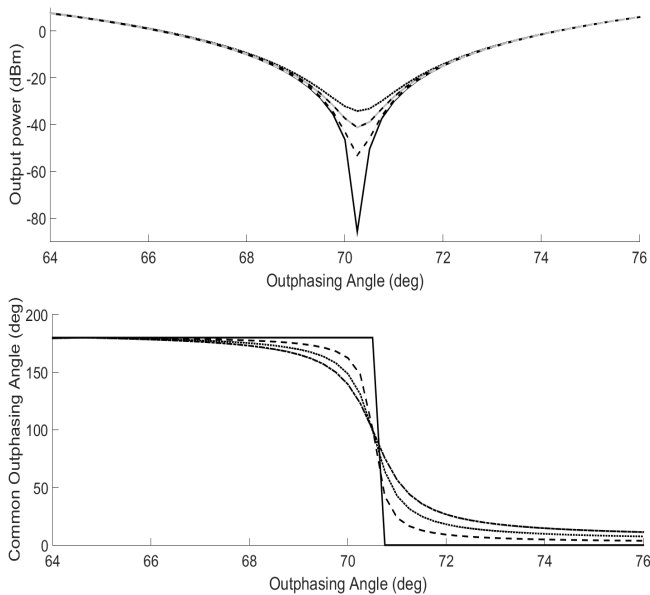 Output power (dBm)
0
-20
-40
-60
-80
64 66 68 70 72 74 76
Outphasing Angle (deg)
Common Outphasing Angle (deg)
200
150
100
50
0
64 66 68 70 72 74 76
Outphasing Angle (deg)